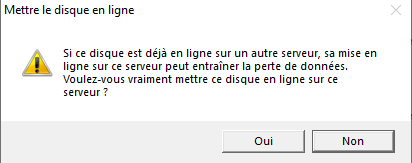 Mettre le disque en ligne
Si ce disque est déjà en ligne sur un autre serveur, sa mise en
ligne sur ce serveur peut entraîner la perte de données.
Voulez-vous vraiment mettre ce disque en ligne sur ce
serveur ?
Oui
Non